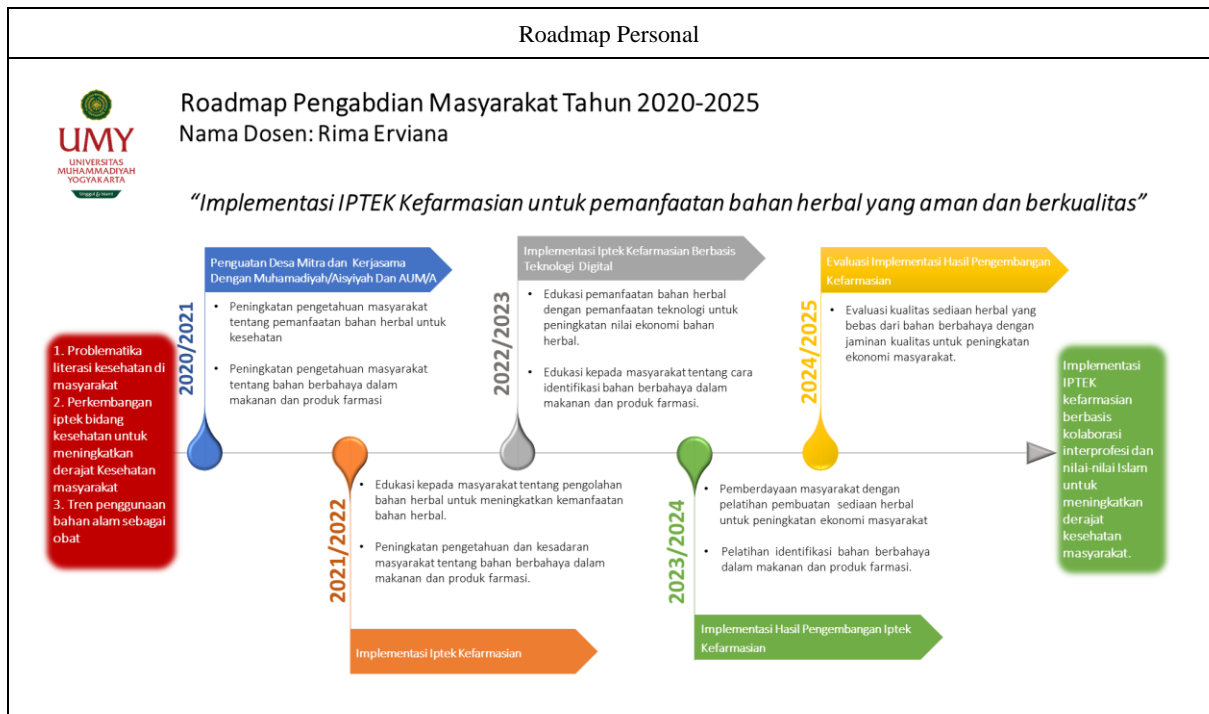 Roadmap Personal
UMY
UNIVERSITAS
MUHAMMADIYAH
YOGYAKARTA
Unggul & Islami
Roadmap Pengabdian Masyarakat Tahun 2020-2025
Nama Dosen: Rima Erviana
“Implementasi IPTEK Kefarmasian untuk pemanfaatan bahan herbal yang aman dan berkualitas”
1. Problematika
literasi kesehatan di
masyarakat
2. Perkembangan
iptek bidang
kesehatan untuk
meningkatkan
derajat Kesehatan
masyarakat
3. Tren penggunaan
bahan alam sebagai
obat
2020/2021
Penguatan Desa Mitra dan Kerjasama
Dengan Muhamadiyah/Aisyiyah Dan AUM/A
• Peningkatan pengetahuan masyarakat
tentang pemanfaatan bahan herbal untuk
kesehatan
• Peningkatan pengetahuan masyarakat
tentang bahan berbahaya dalam
makanan dan produk farmasi
2021/2022
• Edukasi kepada masyarakat tentang pengolahan
bahan herbal untuk meningkatkan kemanfaatan
bahan herbal.
• Peningkatan pengetahuan dan kesadaran
masyarakat tentang bahan berbahaya dalam
makanan dan produk farmasi.
Implementasi Iptek Kefarmasian
2022/2023
Implementasi Iptek Kefarmasian Berbasis
Teknologi Digital
• Edukasi pemanfaatan bahan herbal
dengan pemanfaatan teknologi untuk
peningkatan nilai ekonomi bahan
herbal.
• Edukasi kepada masyarakat tentang cara
identifikasi bahan berbahaya dalam
makanan dan produk farmasi.
2023/2024
• Pemberdayaan masyarakat dengan
pelatihan pembuatan sediaan herbal
untuk peningkatan ekonomi masyarakat
• Pelatihan identifikasi bahan berbahaya
dalam makanan dan produk farmasi.
Implementasi Hasil Pengembangan Iptek
Kefarmasian
2024/2025
Evaluasi Implementasi Hasil Pengembangan
Kefarmasian
• Evaluasi kualitas sediaan herbal yang
bebas dari bahan berbahaya dengan
jaminan kualitas untuk peningkatan
ekonomi masyarakat.
Implementasi
IPTEK
kefarmasian
berbasis
kolaborasi
interprofesi dan
nilai-nilai Islam
untuk
meningkatkan
derajat
kesehatan
masyarakat.